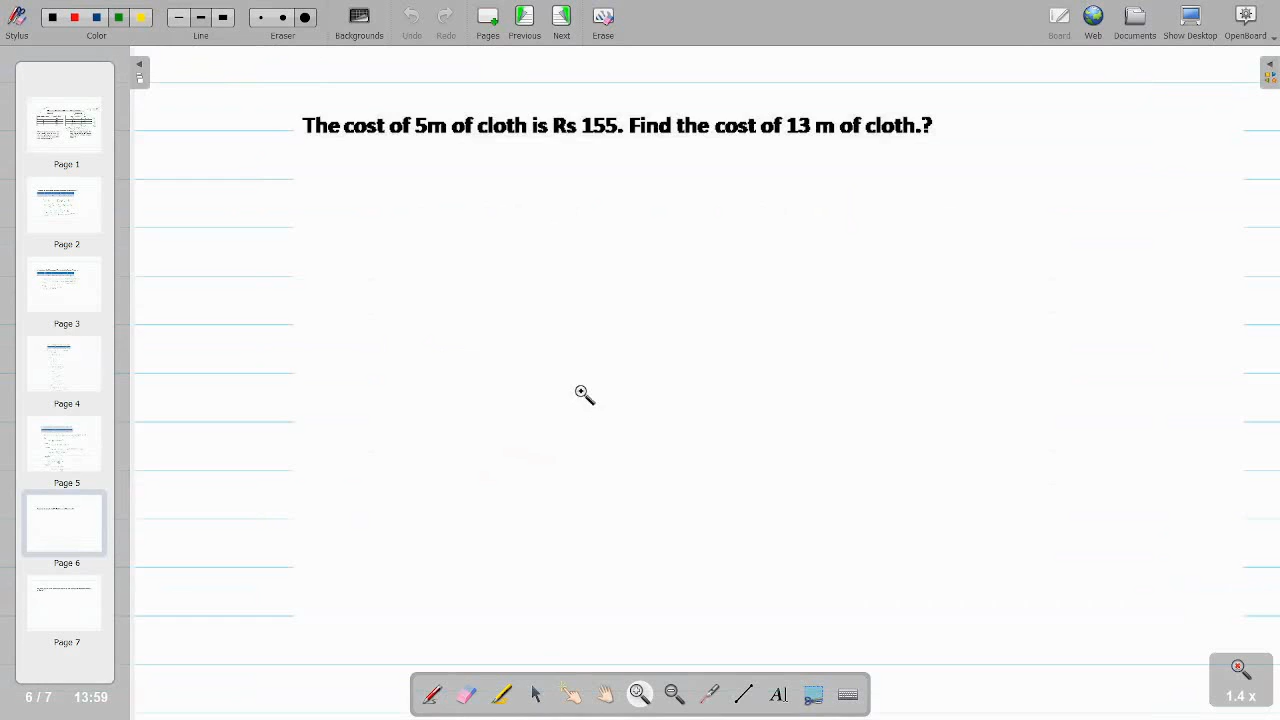 Stylus Color Line Eraser Backgrounds Undo Redo Pages Previous Next Erase Board Web Documents Show Desktop OpenBoard
The cost of 5m of cloth is Rs 155. Find the cost of 13 m of cloth.?
Page 1
Page 2
Page 3
Page 4
Page 5
Page 6
Page 7
6 / 7 13:59
AI
1.4 x